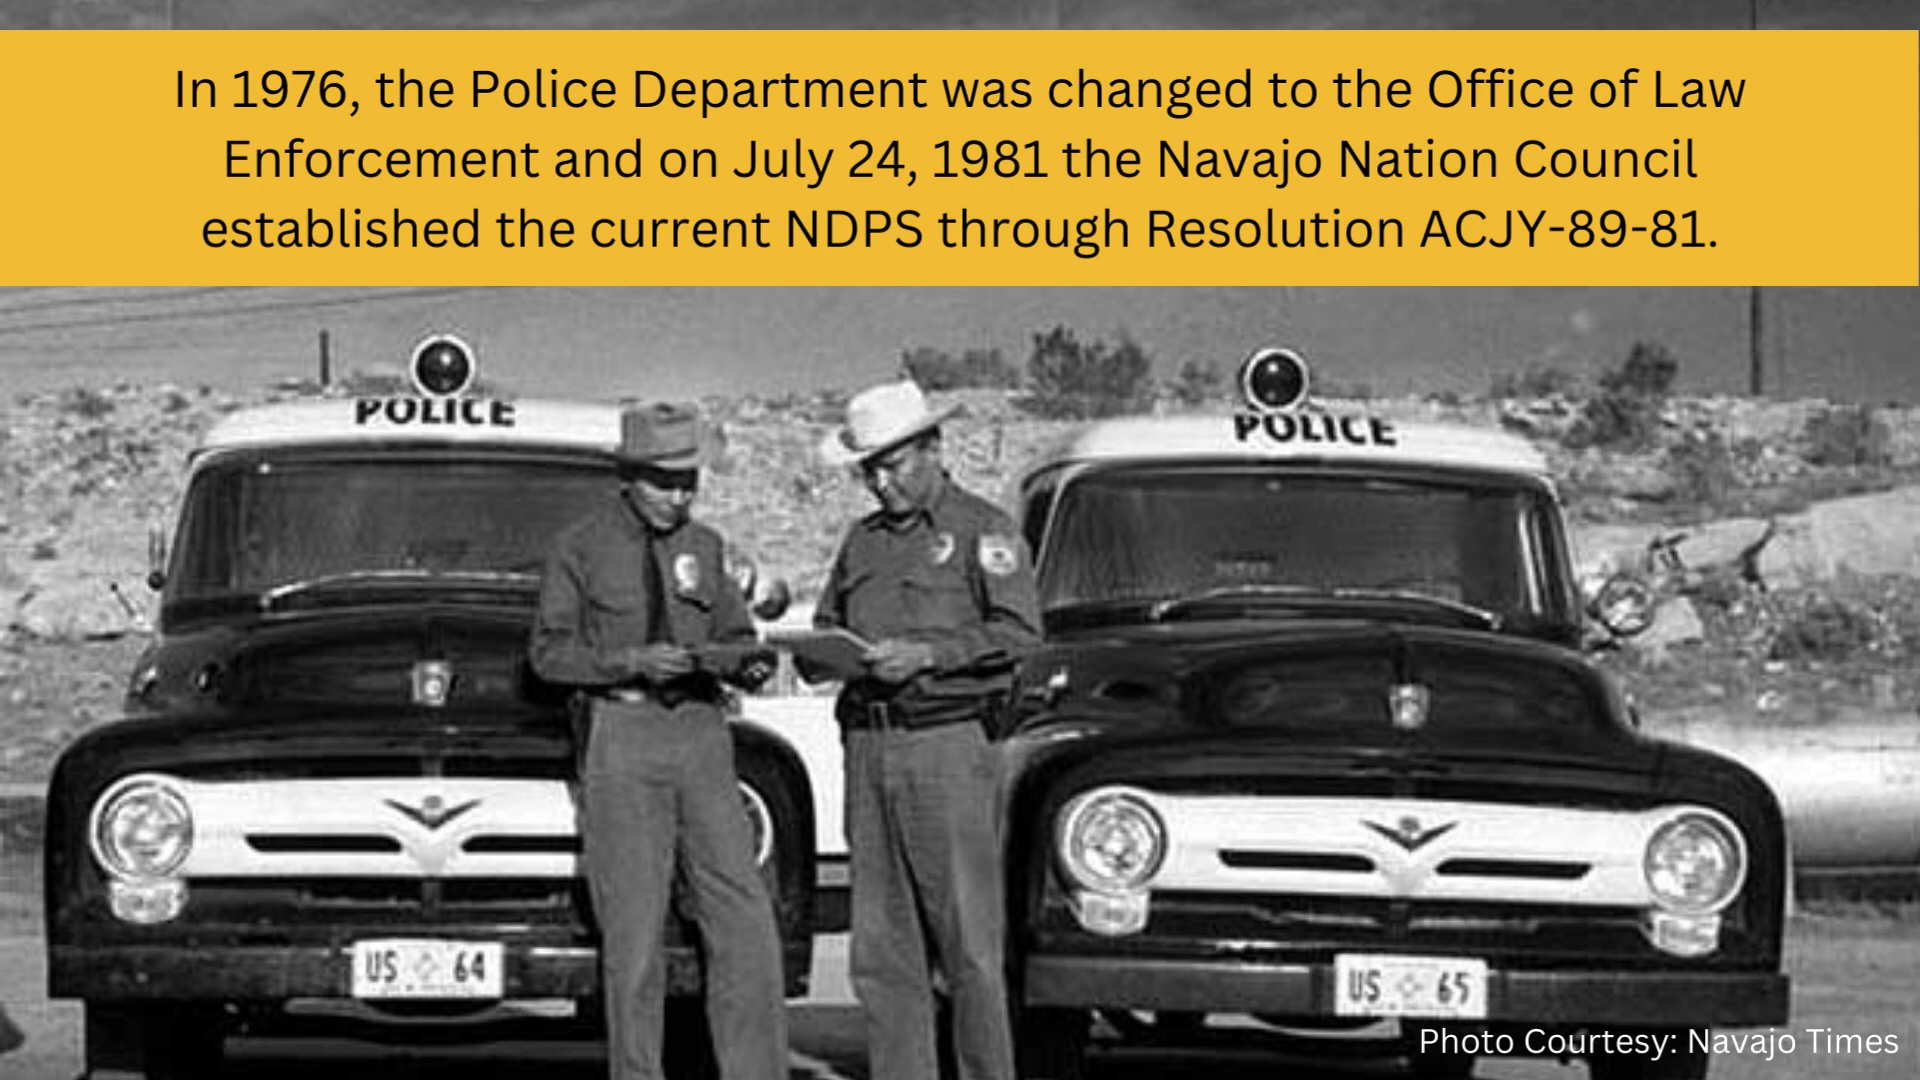 In 1976, the Police Department was changed to the Office of Law
Enforcement and on July 24, 1981 the Navajo Nation Council
established the current NDPS through Resolution ACJY-89-81.
POLICE
POLICE
US 64
US 65
Photo Courtesy: Navajo Times